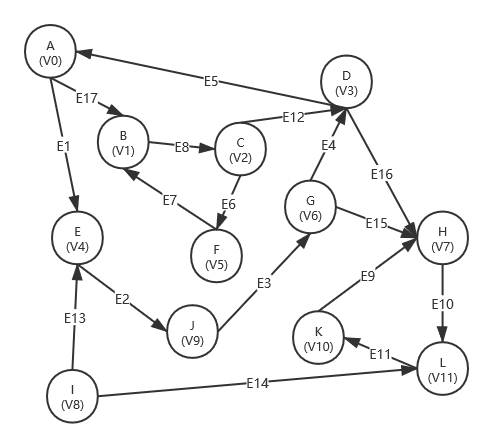 A
(V0)
D
(V3)
E5
E17
E12
B
(V1)
E8
C
(V2)
E1
E4
E16
E7
E6
G
(V6)
E15
E
(V4)
F
(V5)
H
(V7)
E3
E9
E2
E10
E13
J
(V9)
K
(V10)
E11
L
(V11)
I
(V8)
E14